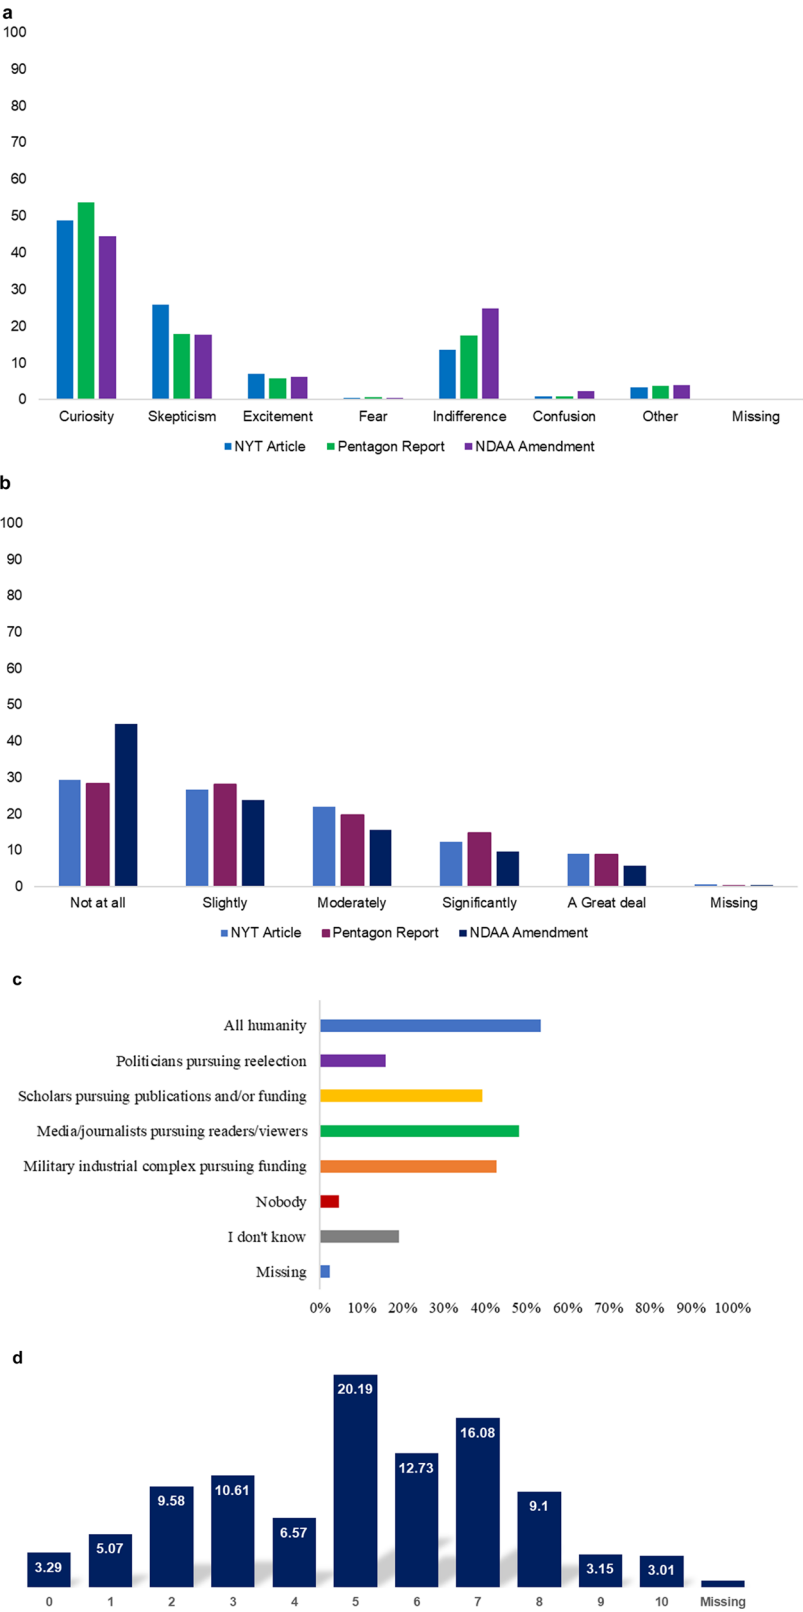 a
100
90
80
70
60
50
40
30
20
10
0
Curiosity Skepticism Excitement Fear Indifference Confusion Other Missing
NYT Article Pentagon Report NDAA Amendment
b
100
90
80
70
60
50
40
30
20
10
0
Not at all Slightly Moderately Significantly A Great deal Missing
NYT Article Pentagon Report NDAA Amendment
c
All humanity
Politicians pursuing reelection
Scholars pursuing publications and/or funding
Media/journalists pursuing readers/viewers
Military industrial complex pursuing funding
Nobody
I don't know
Missing
0% 10% 20% 30% 40% 50% 60% 70% 80% 90% 100%
d
3.29 5.07 9.58 10.61 6.57 20.19 12.73 16.08 9.1 3.15 3.01
0 1 2 3 4 5 6 7 8 9 10 Missing